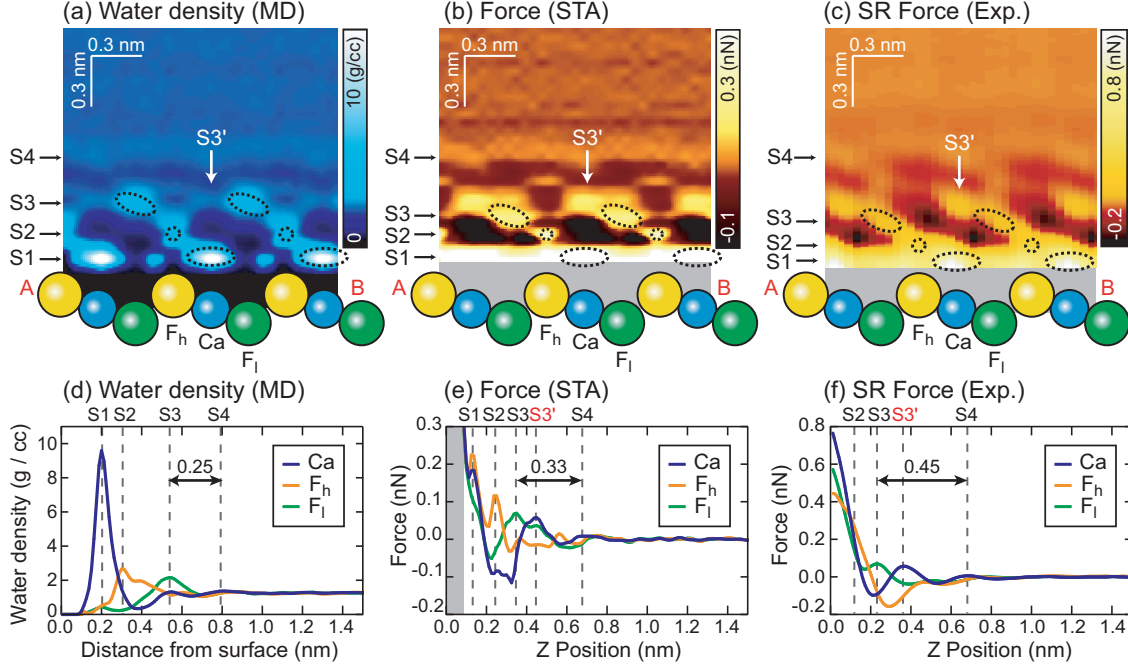 (a) Water density (MD)
0.3 nm
0.3 nm
10 (g/cc)
0
S3'
S4
S3
S2
S1
A
B
Fh
Ca
Fl
(b) Force (STA)
0.3 nm
0.3 nm
0.3 (nN)
-0.1
S3'
S4
S3
S2
S1
A
B
Fh
Ca
Fl
(c) SR Force (Exp.)
0.3 nm
0.3 nm
0.8 (nN)
-0.2
S3'
S4
S3
S2
S1
A
B
Fh
Ca
Fl
(d) Water density (MD)
S1 S2 S3 S4
0.25
Ca
Fh
Fl
Water density (g / cc)
10
8
6
4
2
0
0.0 0.2 0.4 0.6 0.8 1.0 1.2 1.4
Distance from surface (nm)
(e) Force (STA)
S1 S2 S3 S3' S4
0.33
Ca
Fh
Fl
Force (nN)
0.3
0.2
0.1
0.0
-0.1
-0.2
0.0 0.2 0.4 0.6 0.8 1.0 1.2 1.4
Z Position (nm)
(f) SR Force (Exp.)
S2 S3 S3' S4
0.45
Ca
Fh
Fl
Force (nN)
1.0
0.8
0.6
0.4
0.2
0.0
-0.2
0.0 0.2 0.4 0.6 0.8 1.0 1.2 1.4
Z Position (nm)